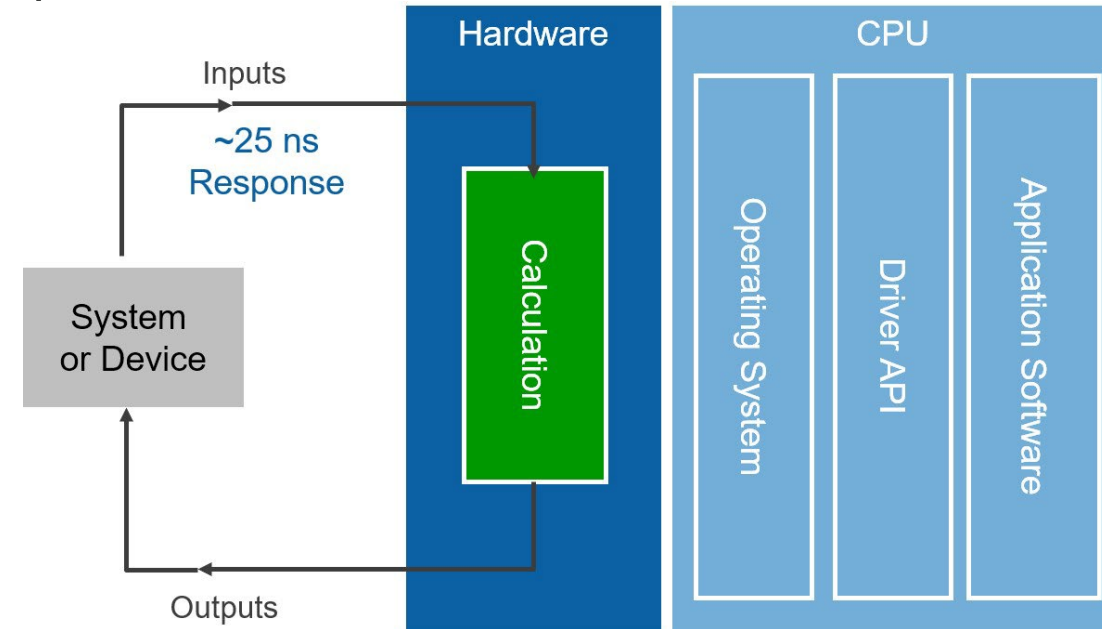 Hardware
CPU
Inputs
~25 ns
Response
System
or Device
Calculation
Operating System
Driver API
Application Software
Outputs